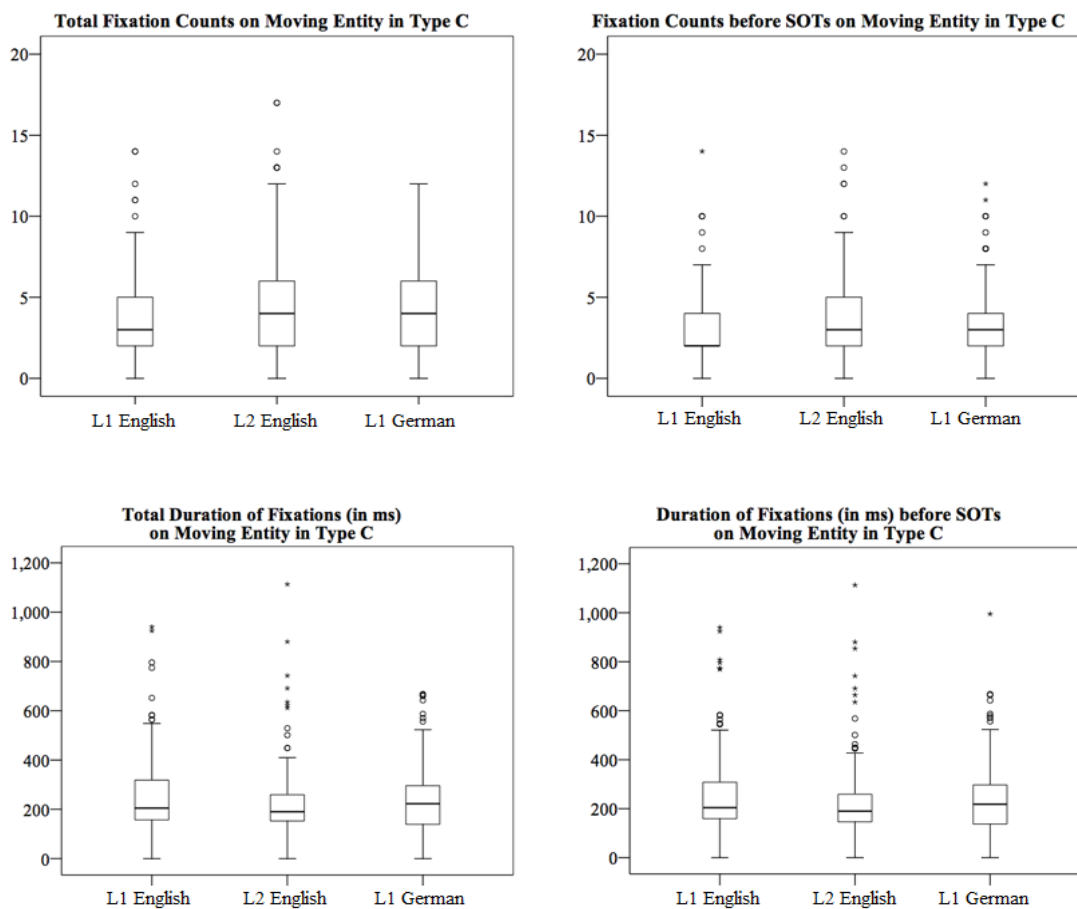 Total Fixation Counts on Moving Entity in Type C
20
15
10
5
0
L1 English L2 English L1 German
Fixation Counts before SOTs on Moving Entity in Type C
20
15
10
5
0
L1 English L2 English L1 German
Total Duration of Fixations (in ms)
on Moving Entity in Type C
1,200
1,000
800
600
400
200
0
L1 English L2 English L1 German
Duration of Fixations (in ms) before SOTs
on Moving Entity in Type C
1,200
1,000
800
600
400
200
0
L1 English L2 English L1 German